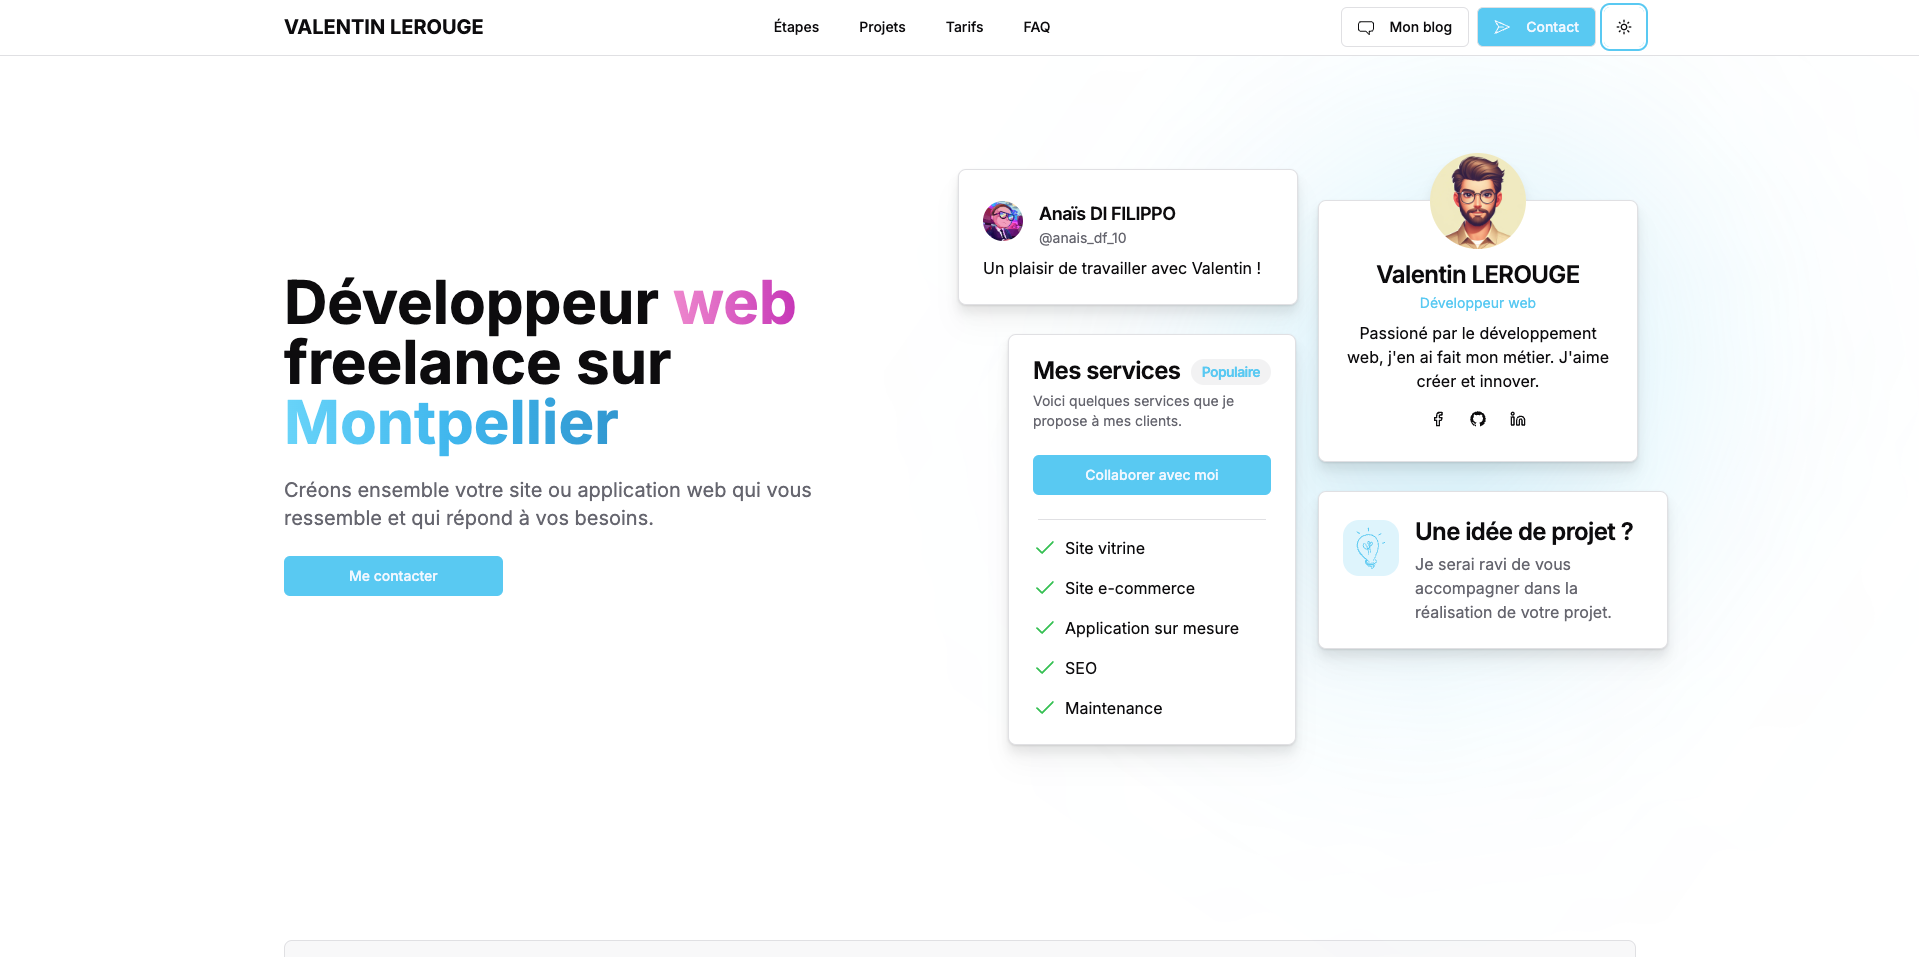 VALENTIN LEROUGE
Étapes
Projets
Tarifs
FAQ
Mon blog
Contact
Développeur web
freelance sur
Montpellier
Créons ensemble votre site ou application web qui vous
ressemble et qui répond à vos besoins.
Me contacter
Anaïs DI FILIPPO
@anais_df_10
Un plaisir de travailler avec Valentin !
Mes services
Populaire
Voici quelques services que je
propose à mes clients.
Collaborer avec moi
Site vitrine
Site e-commerce
Application sur mesure
SEO
Maintenance
Valentin LEROUGE
Développeur web
Passioné par le développement
web, j'en ai fait mon métier. J'aime
créer et innover.
Une idée de projet ?
Je serai ravi de vous
accompagner dans la
réalisation de votre projet.